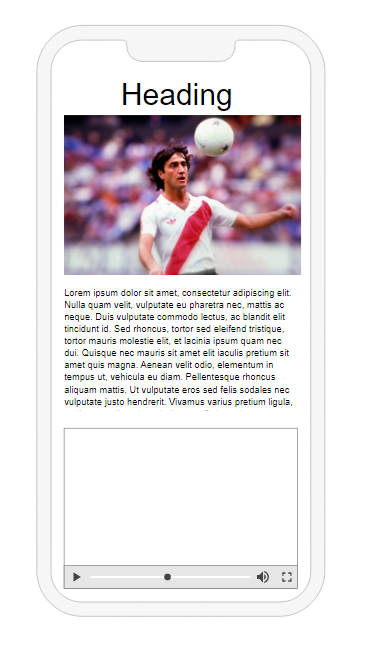 Heading
Lorem ipsum dolor sit amet, consectetur adipiscing elit.
Nulla quam velit, vulputate eu pharetra nec, mattis ac
neque. Duis vulputate commodo lectus, ac blandit elit
tincidunt id. Sed rhoncus, tortor sed eleifend tristique,
tortor mauris molestie elit, et lacinia ipsum quam nec
dui. Quisque nec mauris sit amet elit iaculis pretium sit
amet quis magna. Aenean velit odio, elementum in
tempus ut, vehicula eu diam. Pellentesque rhoncus
aliquam mattis. Ut vulputate eros sed felis sodales nec
vulputate justo hendrerit. Vivamus varius pretium ligula,